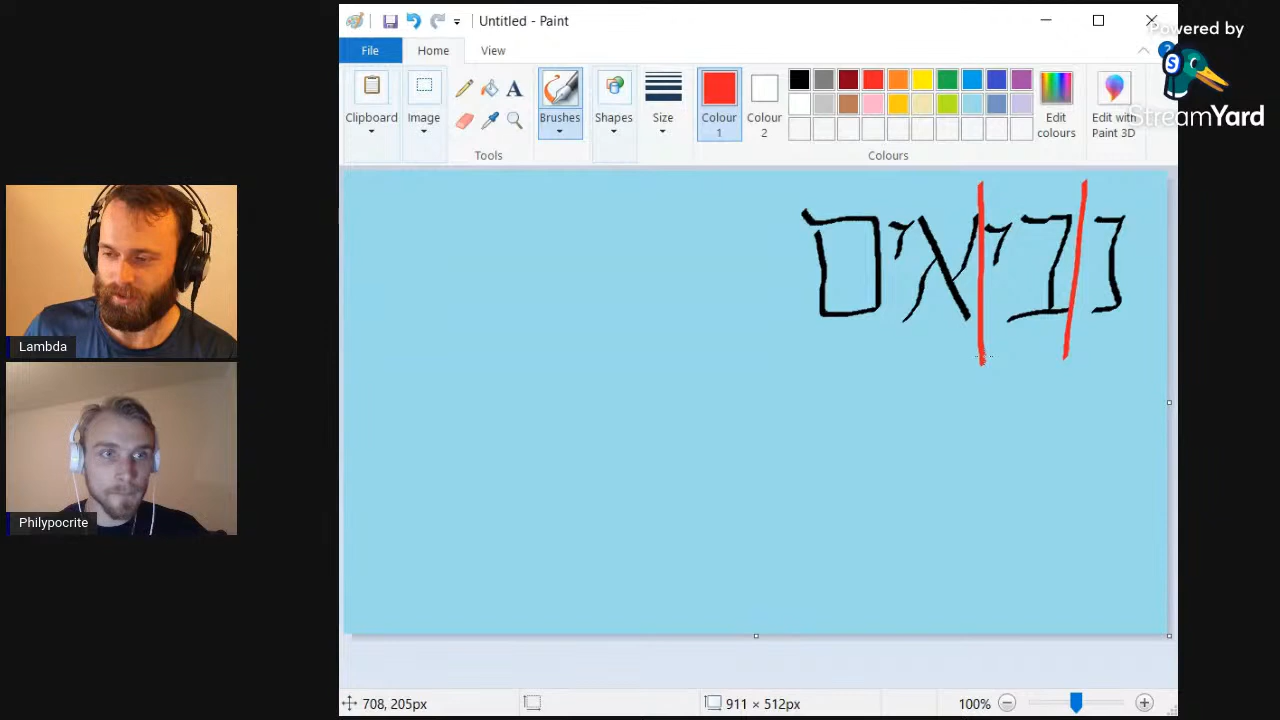 Untitled - Paint
Powered by
StreamYard
File
Home
View
Clipboard
Image
Tools
Brushes
Shapes
Size
Colour 1
Colour 2
Edit colours
Edit with Paint 3D
Colours
נביאים
Lambda
Philypocrite
708, 205px
911 × 512px
100%